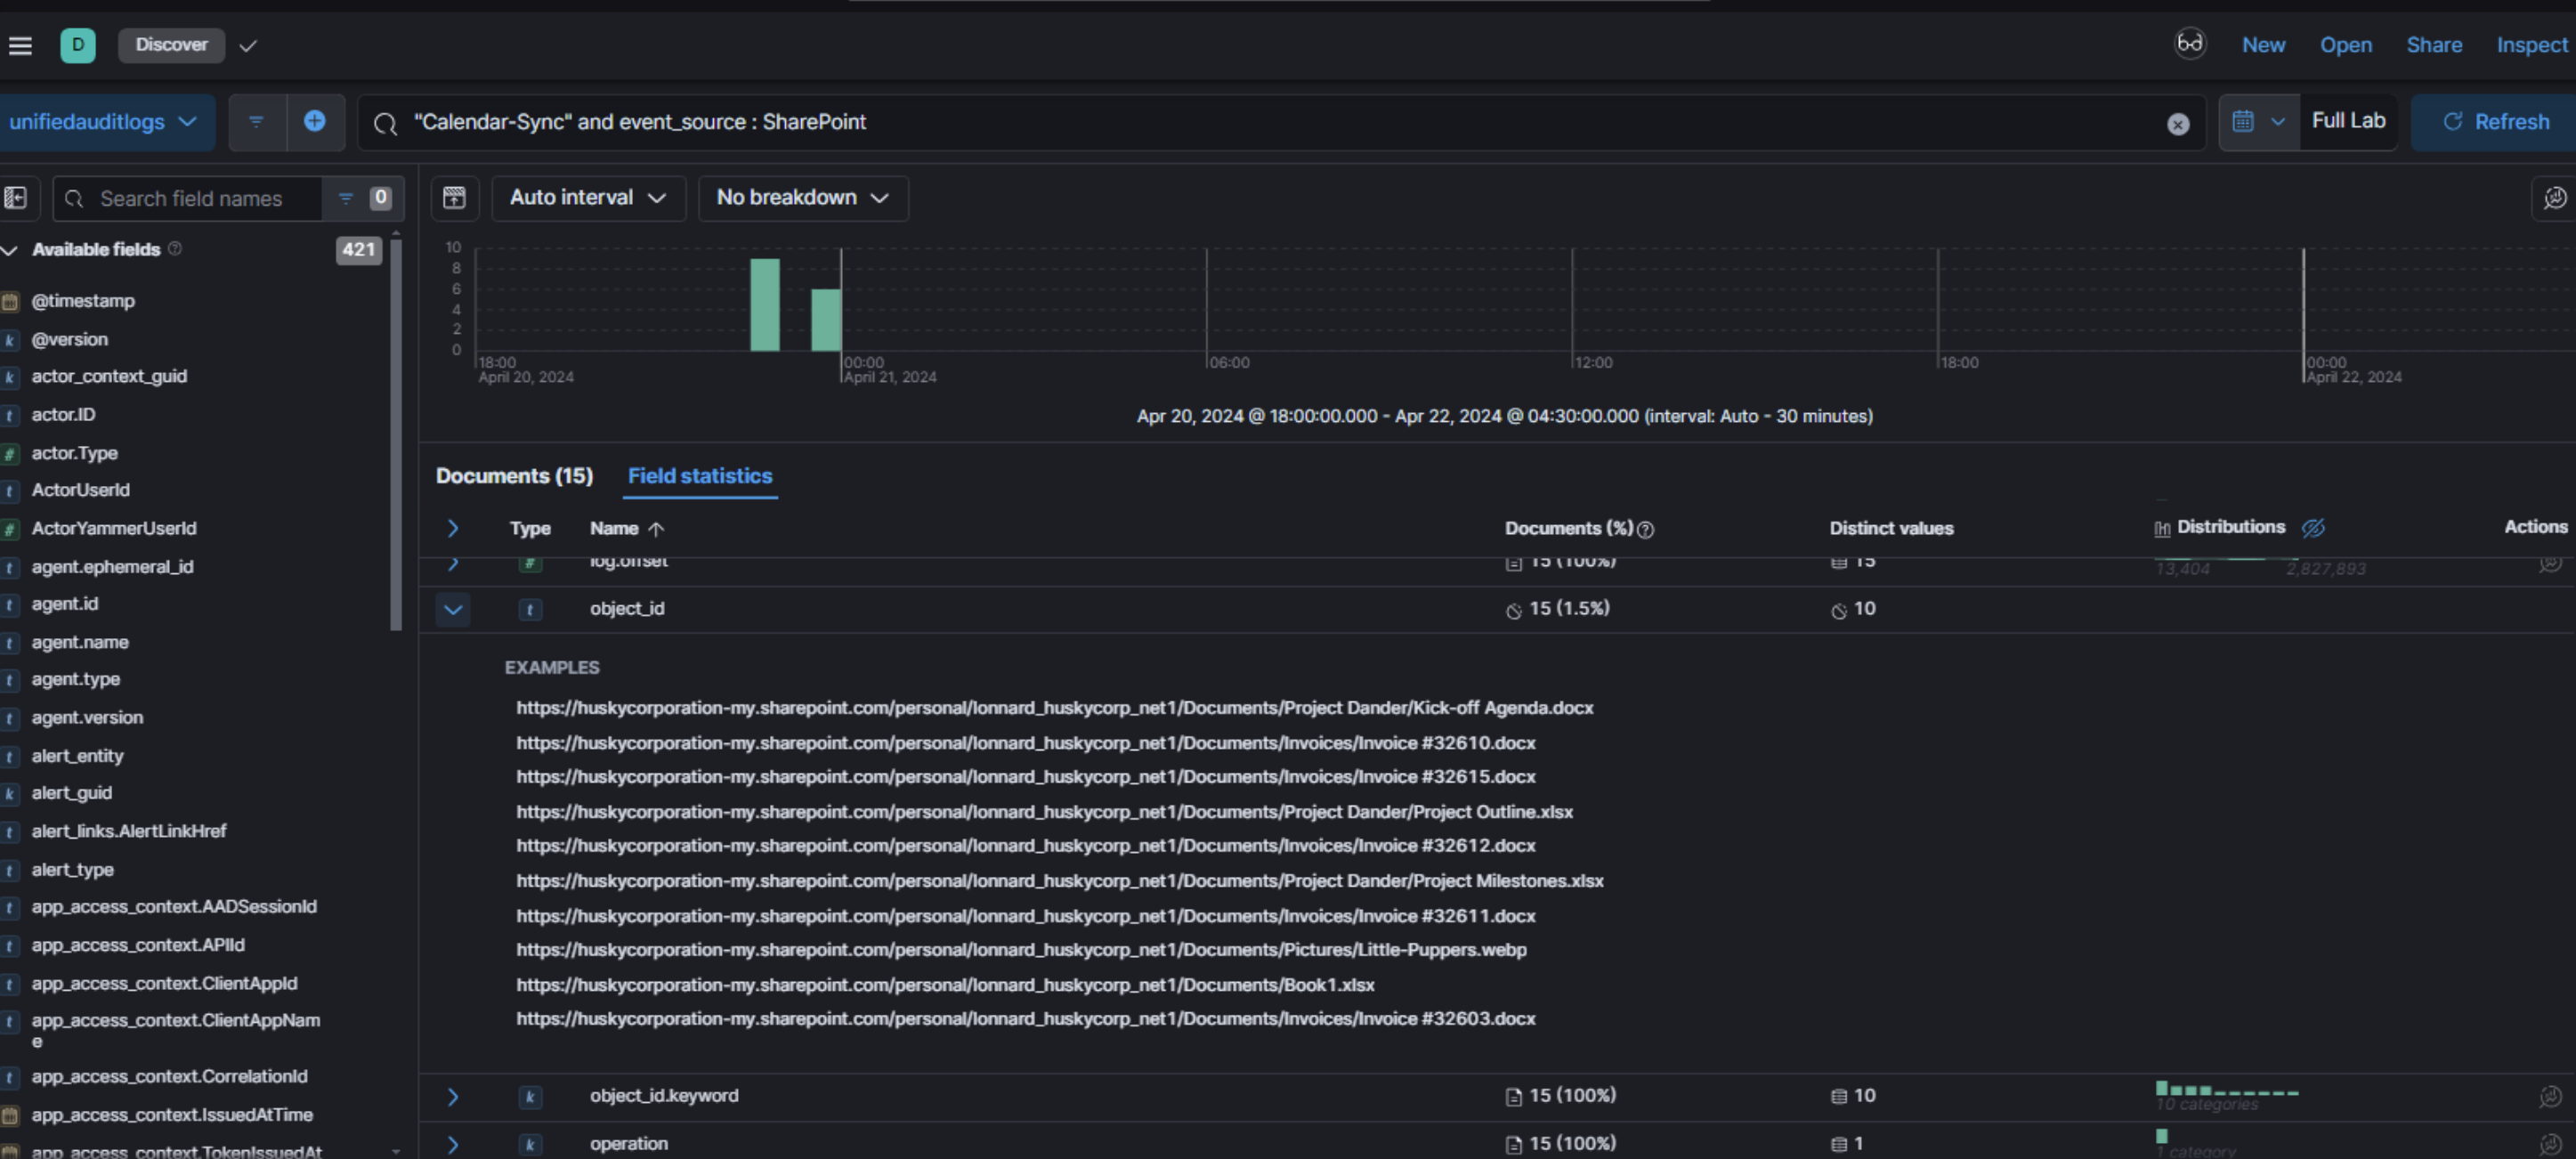 D Discover New Open Share Inspect
unifiedauditlogs "Calendar-Sync" and event_source : SharePoint Full Lab Refresh
Search field names 0 Auto interval No breakdown
Available fields 421
@timestamp
@version
actor_context_guid
actor.ID
actor.Type
ActorUserId
ActorYammerUserId
agent.ephemeral_id
agent.id
agent.name
agent.type
agent.version
alert_entity
alert_guid
alert_links.AlertLinkHref
alert_type
app_access_context.AADSessionId
app_access_context.APIId
app_access_context.ClientAppId
app_access_context.ClientAppNam
e
app_access_context.CorrelationId
app_access_context.IssuedAtTime
app_access_context.TokenIssuedAt
10
8
6
4
2
0
18:00 00:00 06:00 12:00 18:00 00:00
April 20, 2024 April 21, 2024 April 22, 2024
Apr 20, 2024 @ 18:00:00.000 - Apr 22, 2024 @ 04:30:00.000 (interval: Auto - 30 minutes)
Documents (15) Field statistics
Type Name Documents (%) Distinct values Distributions Actions
# log.offset 15 (100%) 15 13,404 2,827,893
t object_id 15 (1.5%) 10
EXAMPLES
https://huskycorporation-my.sharepoint.com/personal/lonnard_huskycorp_net1/Documents/Project Dander/Kick-off Agenda.docx
https://huskycorporation-my.sharepoint.com/personal/lonnard_huskycorp_net1/Documents/Invoices/Invoice #32610.docx
https://huskycorporation-my.sharepoint.com/personal/lonnard_huskycorp_net1/Documents/Invoices/Invoice #32615.docx
https://huskycorporation-my.sharepoint.com/personal/lonnard_huskycorp_net1/Documents/Project Dander/Project Outline.xlsx
https://huskycorporation-my.sharepoint.com/personal/lonnard_huskycorp_net1/Documents/Invoices/Invoice #32612.docx
https://huskycorporation-my.sharepoint.com/personal/lonnard_huskycorp_net1/Documents/Project Dander/Project Milestones.xlsx
https://huskycorporation-my.sharepoint.com/personal/lonnard_huskycorp_net1/Documents/Invoices/Invoice #32611.docx
https://huskycorporation-my.sharepoint.com/personal/lonnard_huskycorp_net1/Documents/Pictures/Little-Puppers.webp
https://huskycorporation-my.sharepoint.com/personal/lonnard_huskycorp_net1/Documents/Book1.xlsx
https://huskycorporation-my.sharepoint.com/personal/lonnard_huskycorp_net1/Documents/Invoices/Invoice #32603.docx
k object_id.keyword 15 (100%) 10 10 categories
k operation 15 (100%) 1 1 category